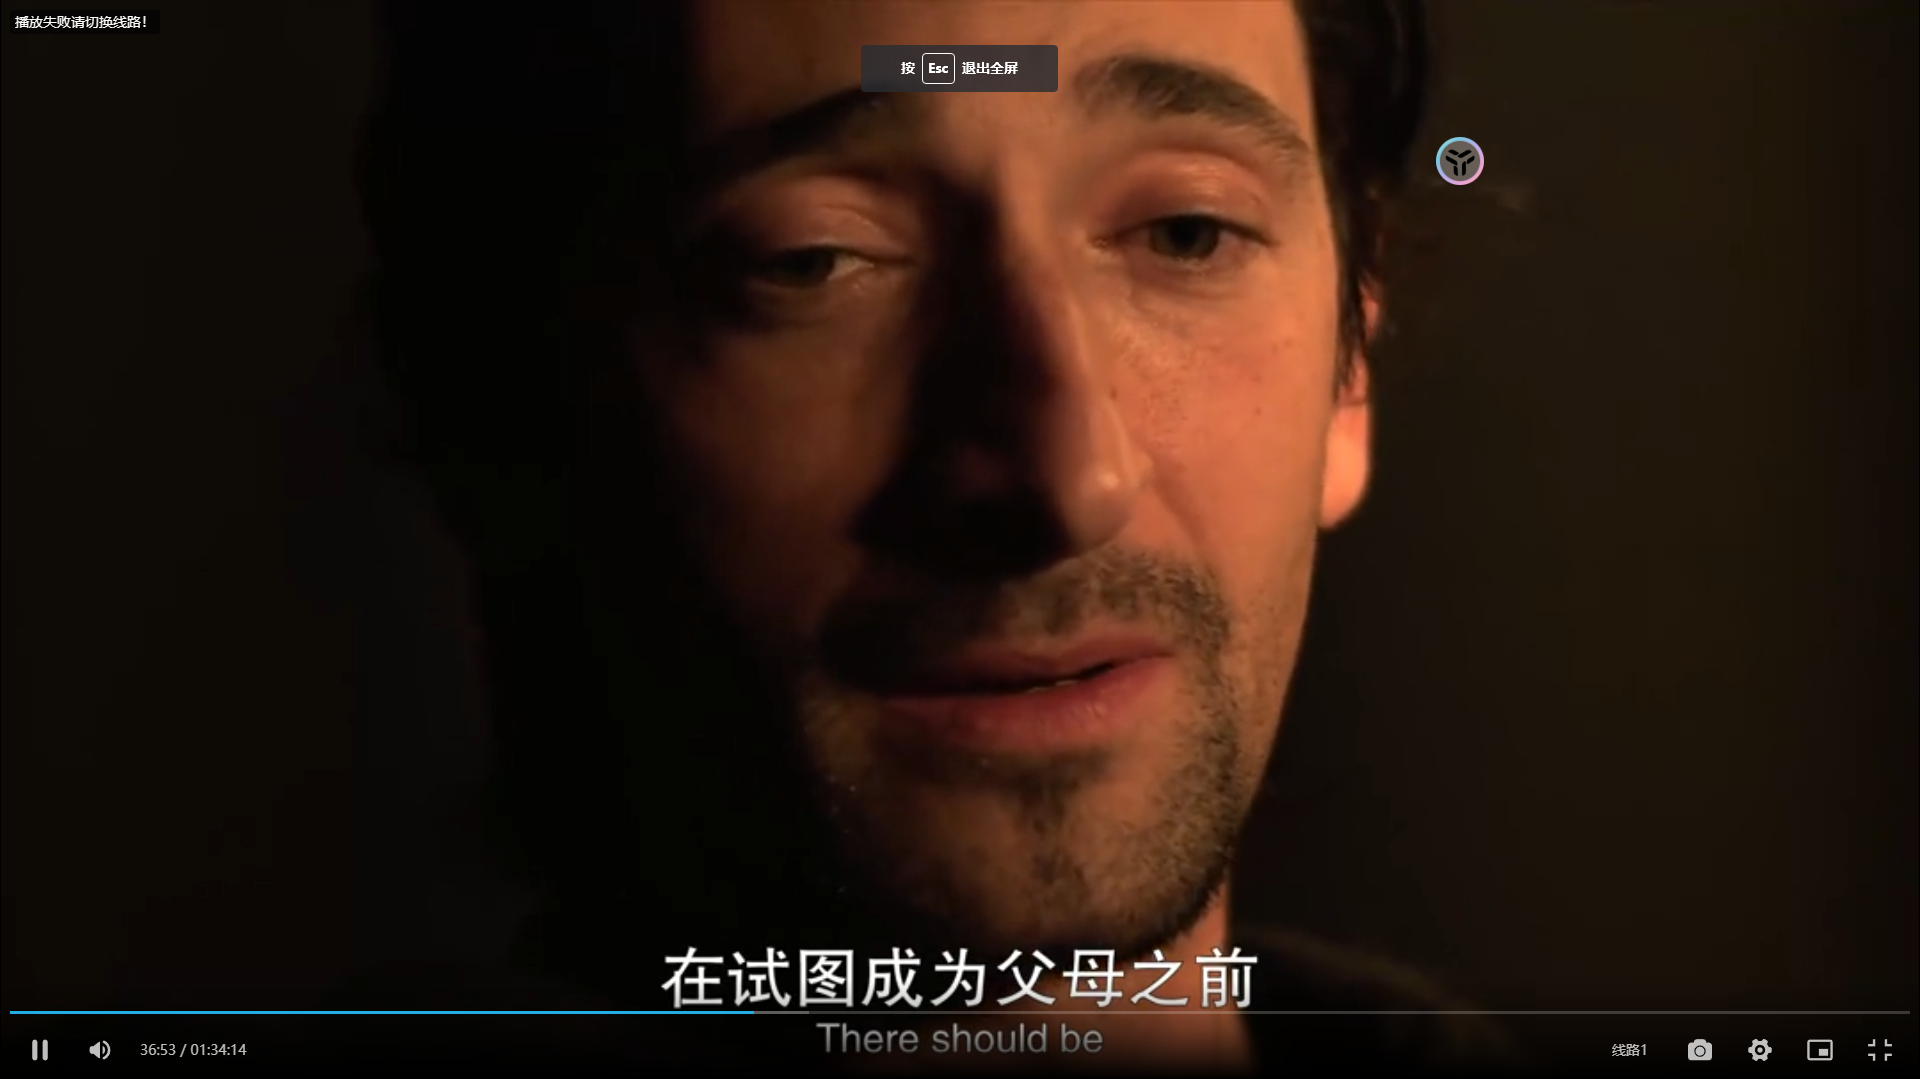 播放失败请切换线路！
按 Esc 退出全屏
在试图成为父母之前
There should be
36:53 / 01:34:14
线路1